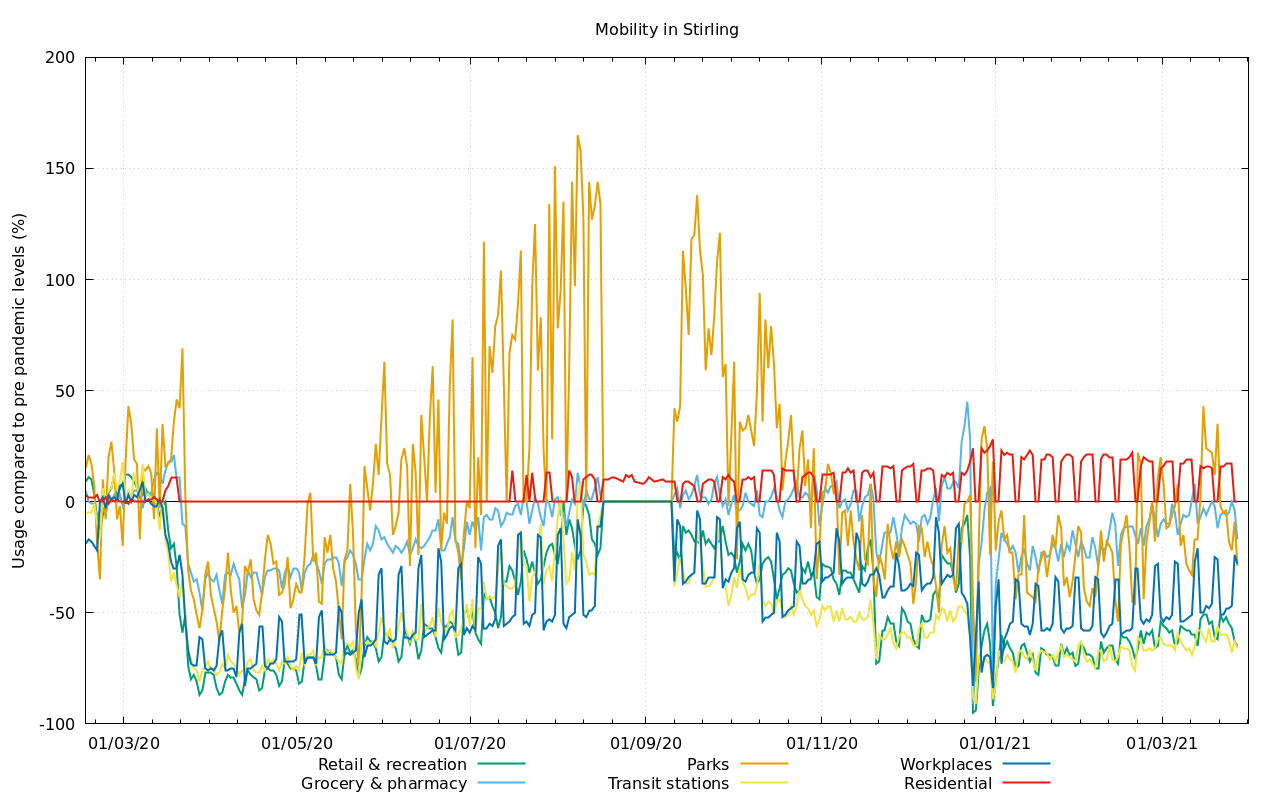 Mobility in Stirling
Usage compared to pre pandemic levels (%)
200
150
100
50
0
-50
-100
01/03/20 01/05/20 01/07/20 01/09/20 01/11/20 01/01/21 01/03/21
Retail & recreation Parks Workplaces
Grocery & pharmacy Transit stations Residential